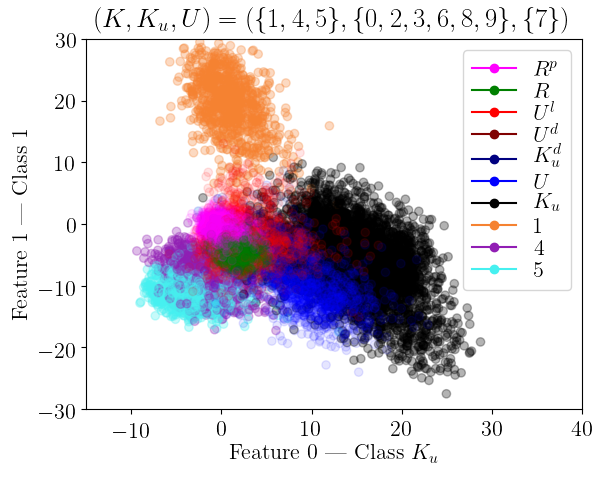 (K, K_u, U) = ({1, 4, 5}, {0, 2, 3, 6, 8, 9}, {7})
30
20
10
0
−10
−20
−30
Feature 1 — Class 1
R^p
R
U^l
U^d
K_u^d
U
K_u
1
4
5
−10 0 10 20 30 40
Feature 0 — Class K_u